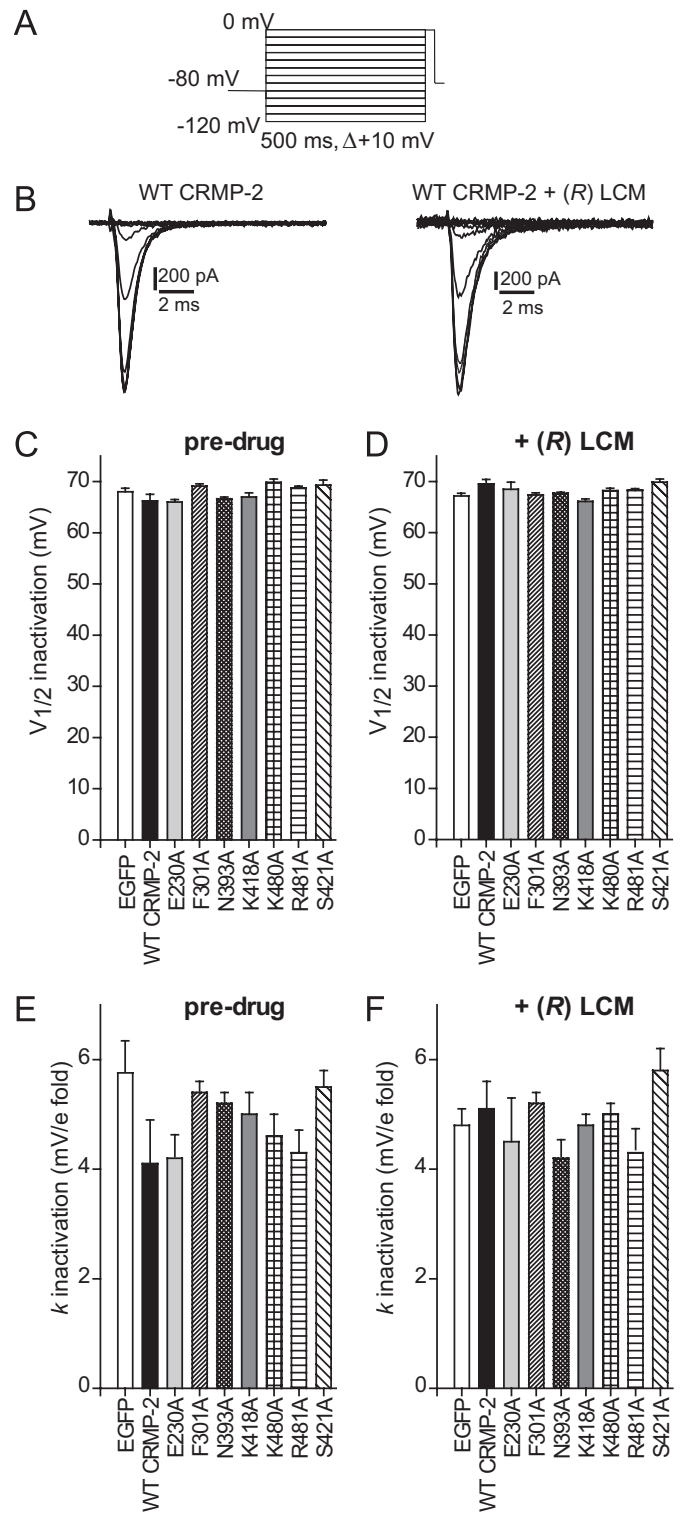 A
0 mV
-80 mV
-120 mV
500 ms, Δ+10 mV
B
WT CRMP-2
200 pA
2 ms
WT CRMP-2 + (R) LCM
200 pA
2 ms
C
pre-drug
V1/2 inactivation (mV)
70
60
50
40
30
20
10
0
EGFP
WT CRMP-2
E230A
F301A
N393A
K418A
K480A
R481A
S421A
D
+ (R) LCM
V1/2 inactivation (mV)
70
60
50
40
30
20
10
0
EGFP
WT CRMP-2
E230A
F301A
N393A
K418A
K480A
R481A
S421A
E
pre-drug
k inactivation (mV/e fold)
6
4
2
0
EGFP
WT CRMP-2
E230A
F301A
N393A
K418A
K480A
R481A
S421A
F
+ (R) LCM
k inactivation (mV/e fold)
6
4
2
0
EGFP
WT CRMP-2
E230A
F301A
N393A
K418A
K480A
R481A
S421A